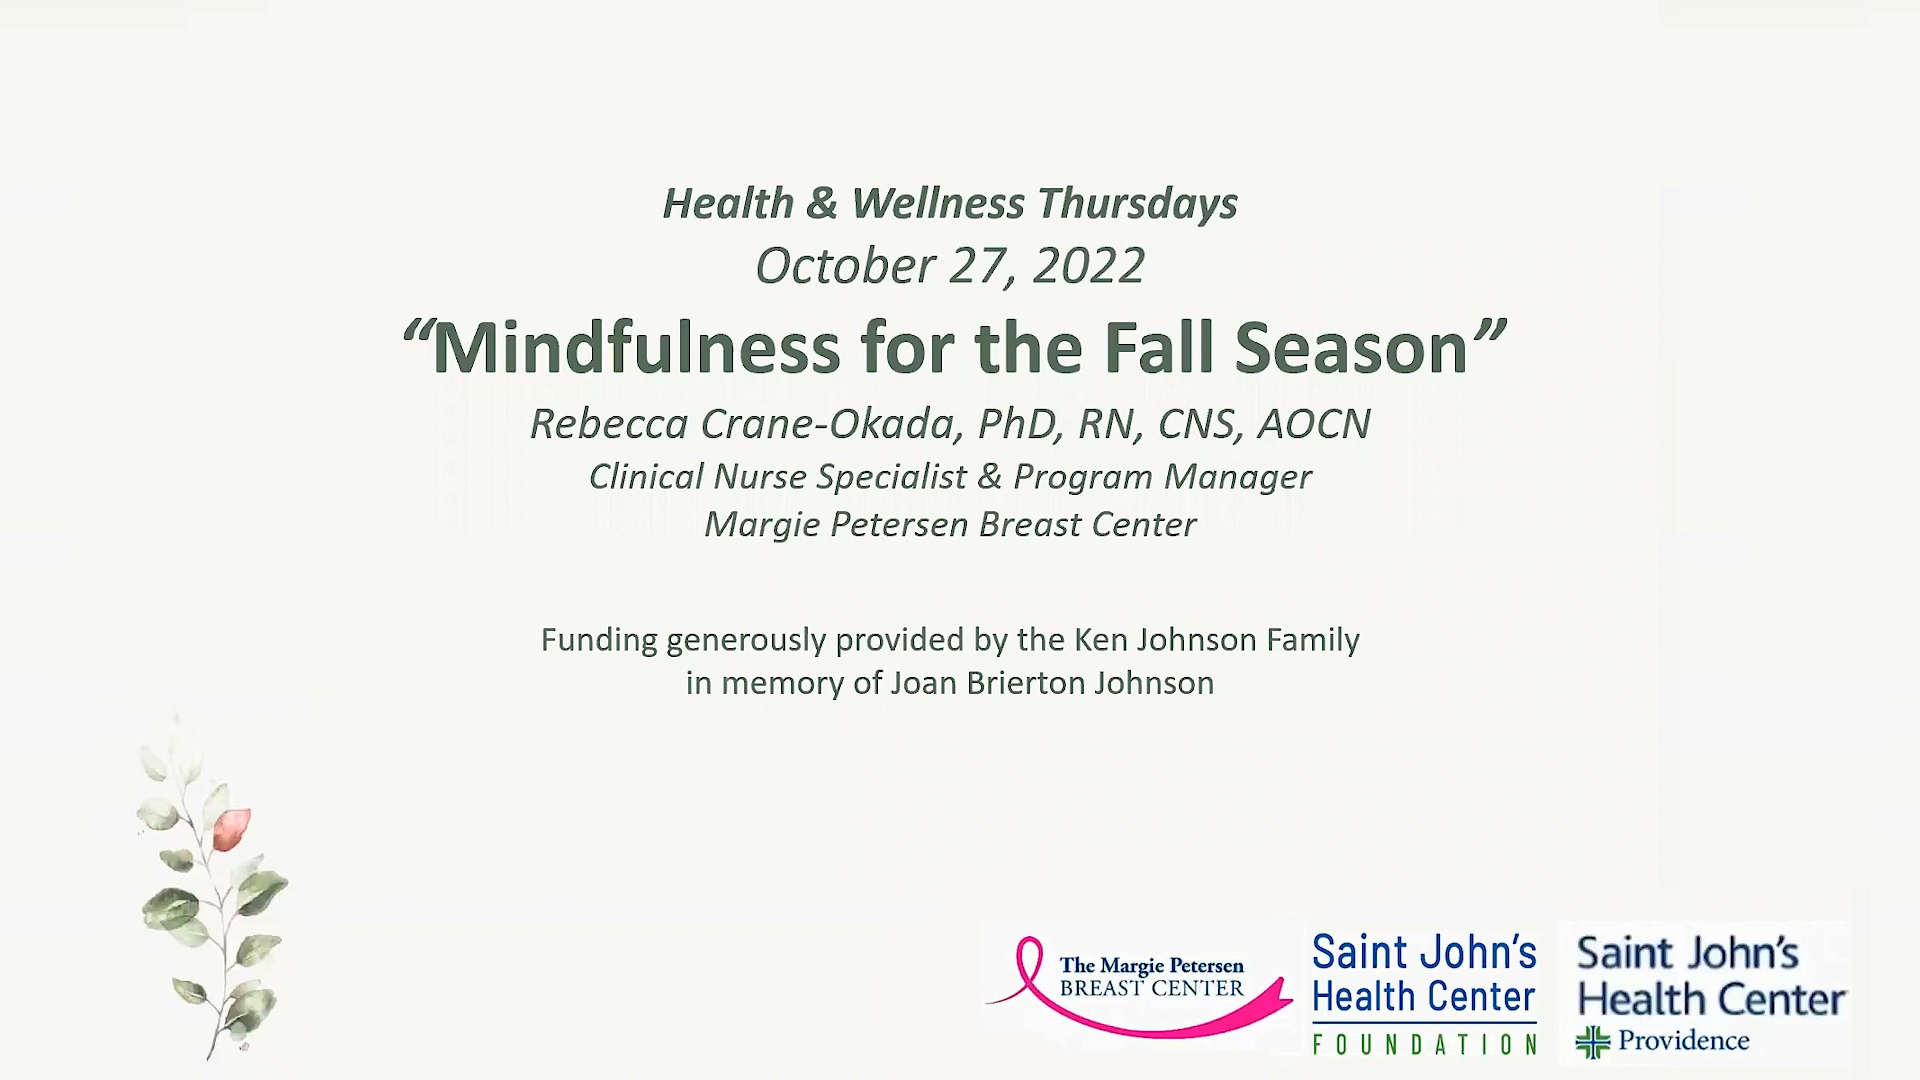 Health & Wellness Thursdays
October 27, 2022
“Mindfulness for the Fall Season”
Rebecca Crane-Okada, PhD, RN, CNS, AOCN
Clinical Nurse Specialist & Program Manager
Margie Petersen Breast Center
Funding generously provided by the Ken Johnson Family
in memory of Joan Brierton Johnson
The Margie Petersen
BREAST CENTER
Saint John’s
Health Center
FOUNDATION
Saint John’s
Health Center
Providence